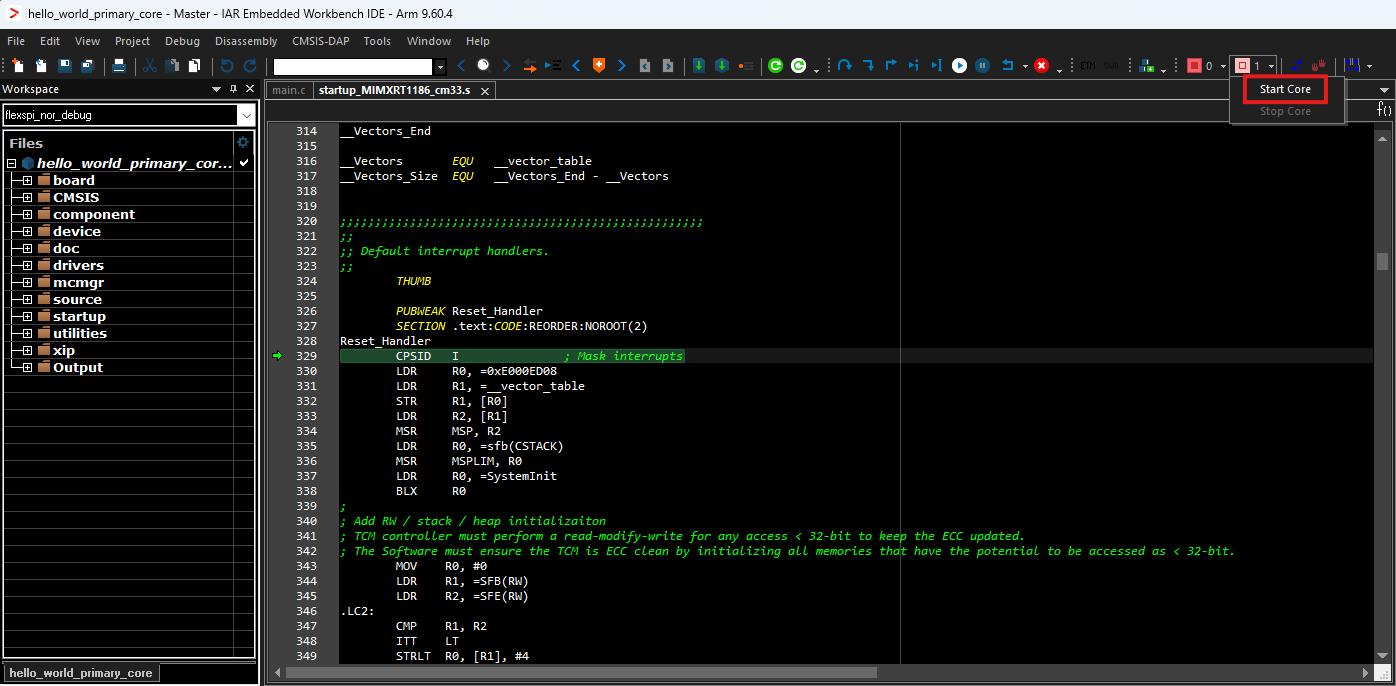 hello_world_primary_core - Master - IAR Embedded Workbench IDE - Arm 9.60.4
File Edit View Project Debug Disassembly CMSIS-DAP Tools Window Help
ETM SWO 0 1
Start Core
Stop Core
Workspace
flexspi_nor_debug
Files
hello_world_primary_cor...
board
CMSIS
component
device
doc
drivers
mcmgr
source
startup
utilities
xip
Output
hello_world_primary_core
main.c startup_MIMXRT1186_cm33.s
f()
314 __Vectors_End
315
316 __Vectors EQU __vector_table
317 __Vectors_Size EQU __Vectors_End - __Vectors
318
319
320 ;;;;;;;;;;;;;;;;;;;;;;;;;;;;;;;;;;;;;;;;;;;;;;;;;;;;
321 ;;
322 ;; Default interrupt handlers.
323 ;;
324 THUMB
325
326 PUBWEAK Reset_Handler
327 SECTION .text:CODE:REORDER:NOROOT(2)
328 Reset_Handler
329 CPSID I ; Mask interrupts
330 LDR R0, =0xE000ED08
331 LDR R1, =__vector_table
332 STR R1, [R0]
333 LDR R2, [R1]
334 MSR MSP, R2
335 LDR R0, =sfb(CSTACK)
336 MSR MSPLIM, R0
337 LDR R0, =SystemInit
338 BLX R0
339 ;
340 ; Add RW / stack / heap initializaiton
341 ; TCM controller must perform a read-modify-write for any access < 32-bit to keep the ECC updated.
342 ; The Software must ensure the TCM is ECC clean by initializing all memories that have the potential to be accessed as < 32-bit.
343 MOV R0, #0
344 LDR R1, =SFB(RW)
345 LDR R2, =SFE(RW)
346 .LC2:
347 CMP R1, R2
348 ITT LT
349 STRLT R0, [R1], #4